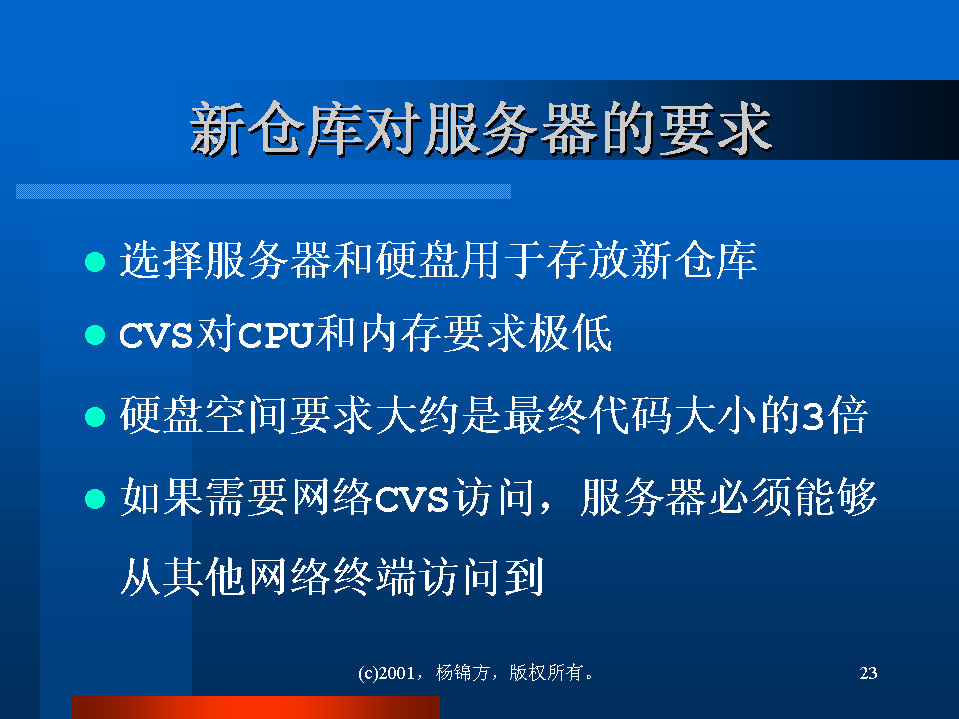 新仓库对服务器的要求
选择服务器和硬盘用于存放新仓库
CVS对CPU和内存要求极低
硬盘空间要求大约是最终代码大小的3倍
如果需要网络CVS访问，服务器必须能够
从其他网络终端访问到
(c)2001，杨锦方，版权所有。
23